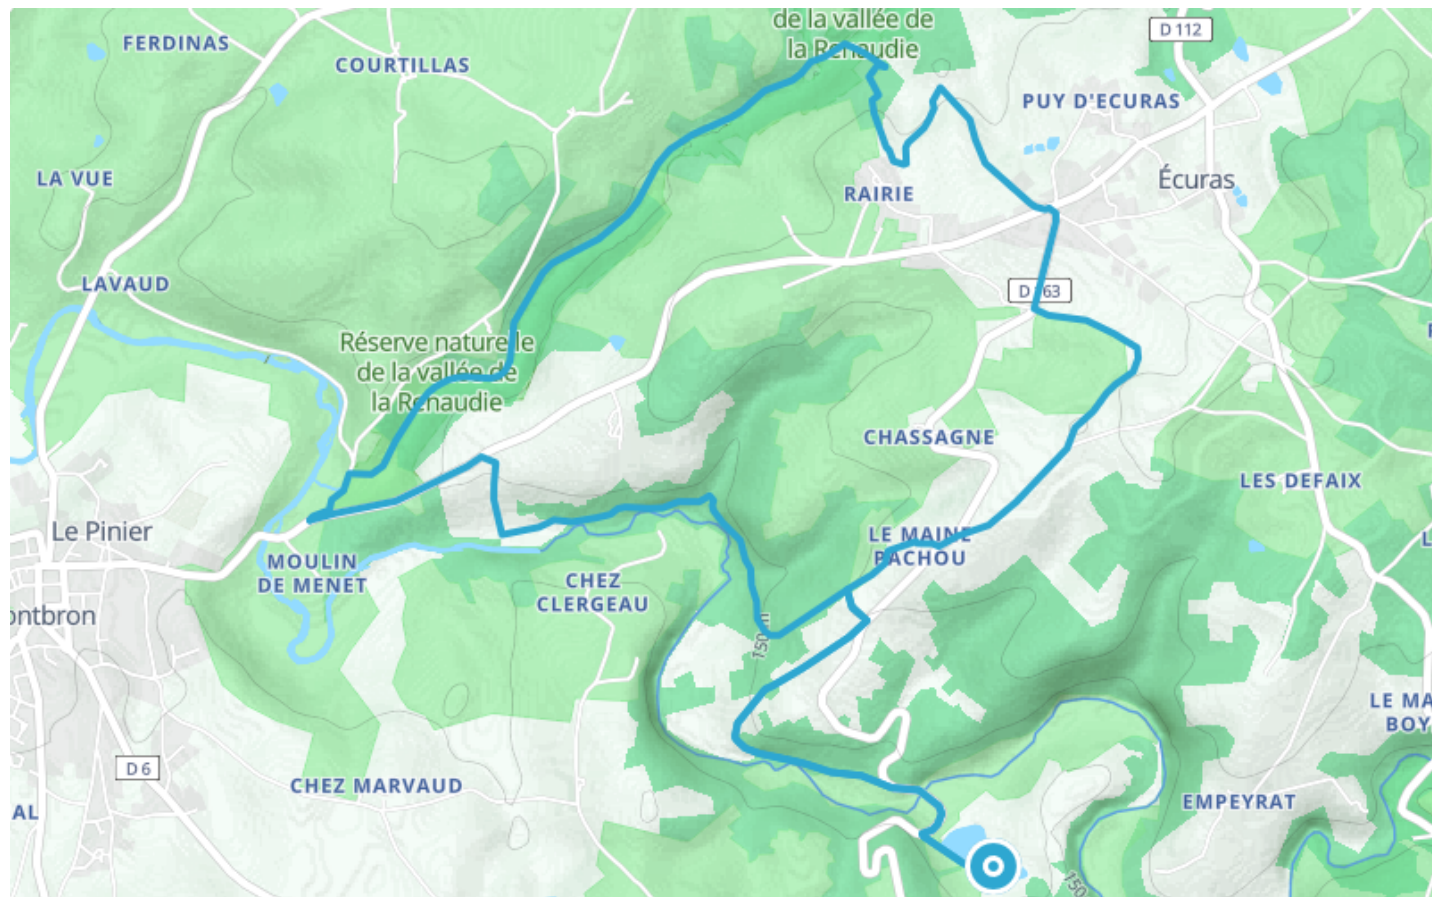 de la vallée de
la Renaudie
D 112
FERDINAS
COURTILLAS
PUY D'ECURAS
LA VUE
Écuras
RAIRIE
LAVAUD
Réserve naturelle
de la vallée de
la Renaudie
CHASSAGNE
LES DEFAIX
Le Pinier
LE MAINE
PACHOU
MOULIN
DE MENET
CHEZ
CLERGEAU
ontbron
150 m
LE MA
BOY
D 6
CHEZ MARVAUD
EMPEYRAT
AL
150